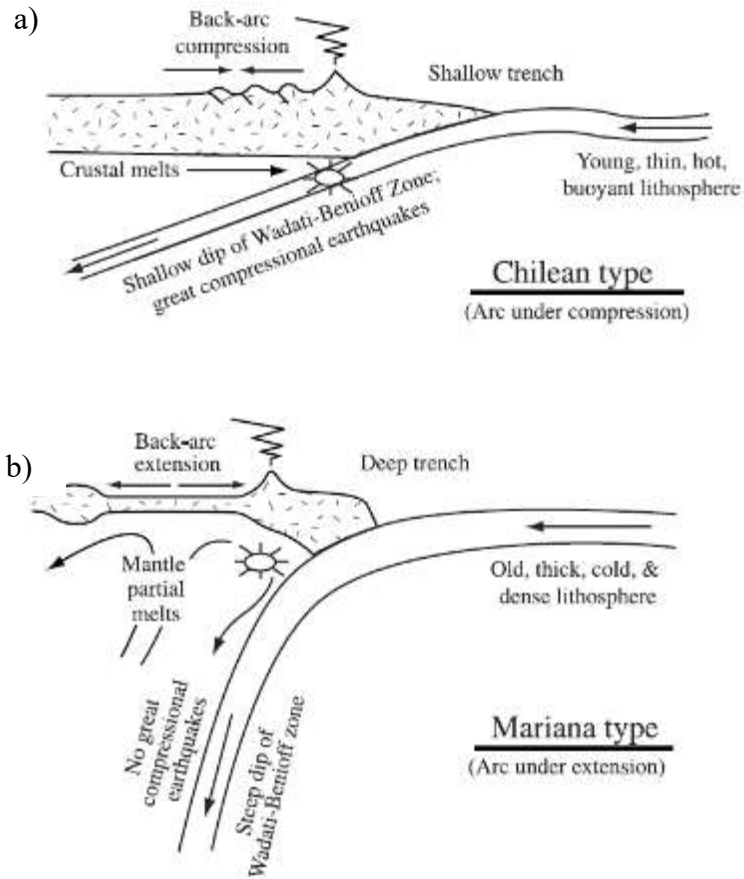 a)
Back-arc
compression
Shallow trench
Crustal melts
Young, thin, hot,
buoyant lithosphere
Shallow dip of Wadati-Benioff Zone;
great compressional earthquakes
Chilean type
(Arc under compression)
b)
Back-arc
extension
Deep trench
Mantle
partial
melts
Old, thick, cold, &
dense lithosphere
No great
compressional
earthquakes
Steep dip of
Wadati-Benioff zone
Mariana type
(Arc under extension)